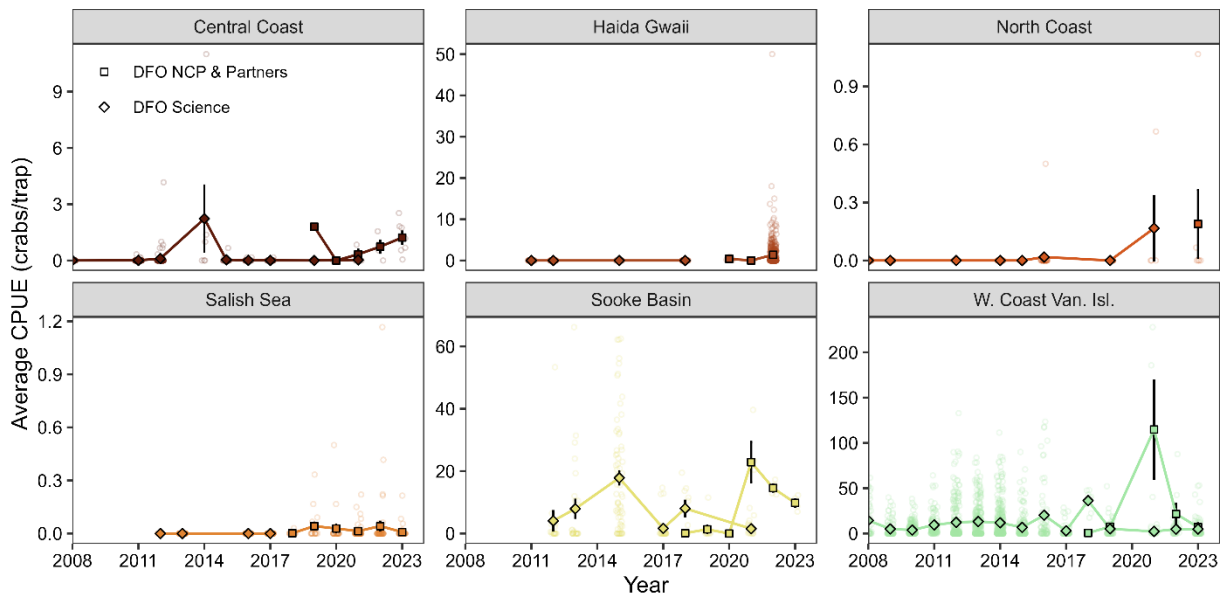 Central Coast
Haida Gwaii
North Coast
DFO NCP & Partners
DFO Science
9
6
3
0
50
40
30
20
10
0
0.9
0.6
0.3
0.0
Average CPUE (crabs/trap)
Salish Sea
Sooke Basin
W. Coast Van. Isl.
1.2
0.9
0.6
0.3
0.0
60
40
20
0
200
150
100
50
0
2008 2011 2014 2017 2020 2023
2008 2011 2014 2017 2020 2023
2008 2011 2014 2017 2020 2023
Year